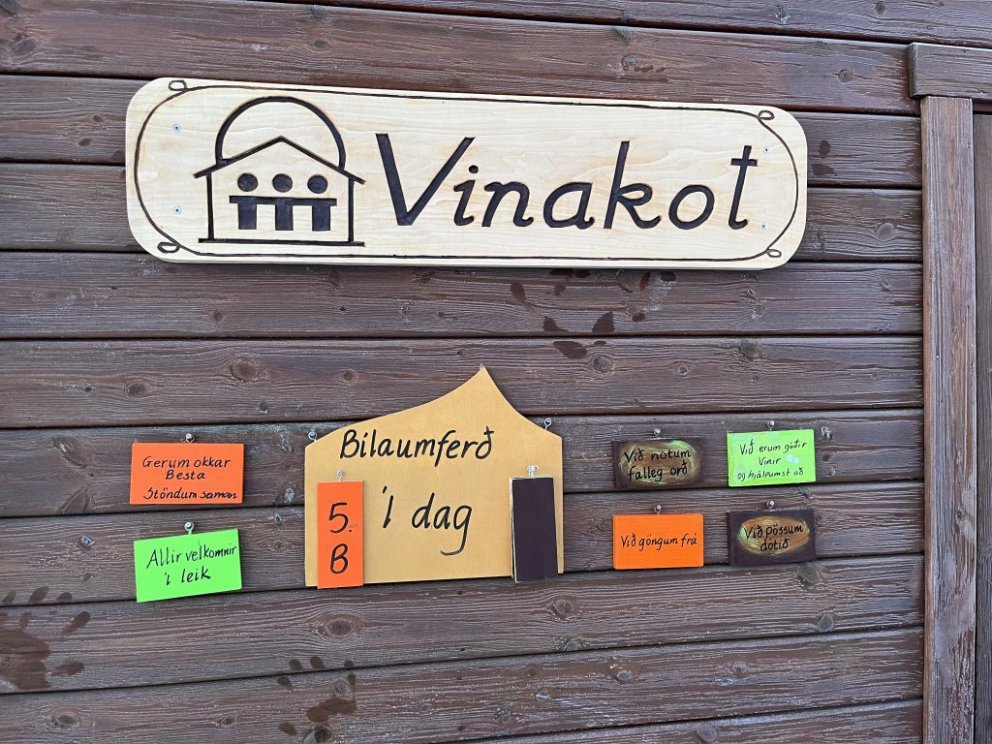 Vinakot
Bílaumferð
í dag
5
B
Gerum okkar
Besta
Stöndum saman
Allir velkomnir
í leik
Við notum
falleg orð
Við erum góðir
Vinir
og hjálpumst að
Við göngum frá
Við pössum
dótið